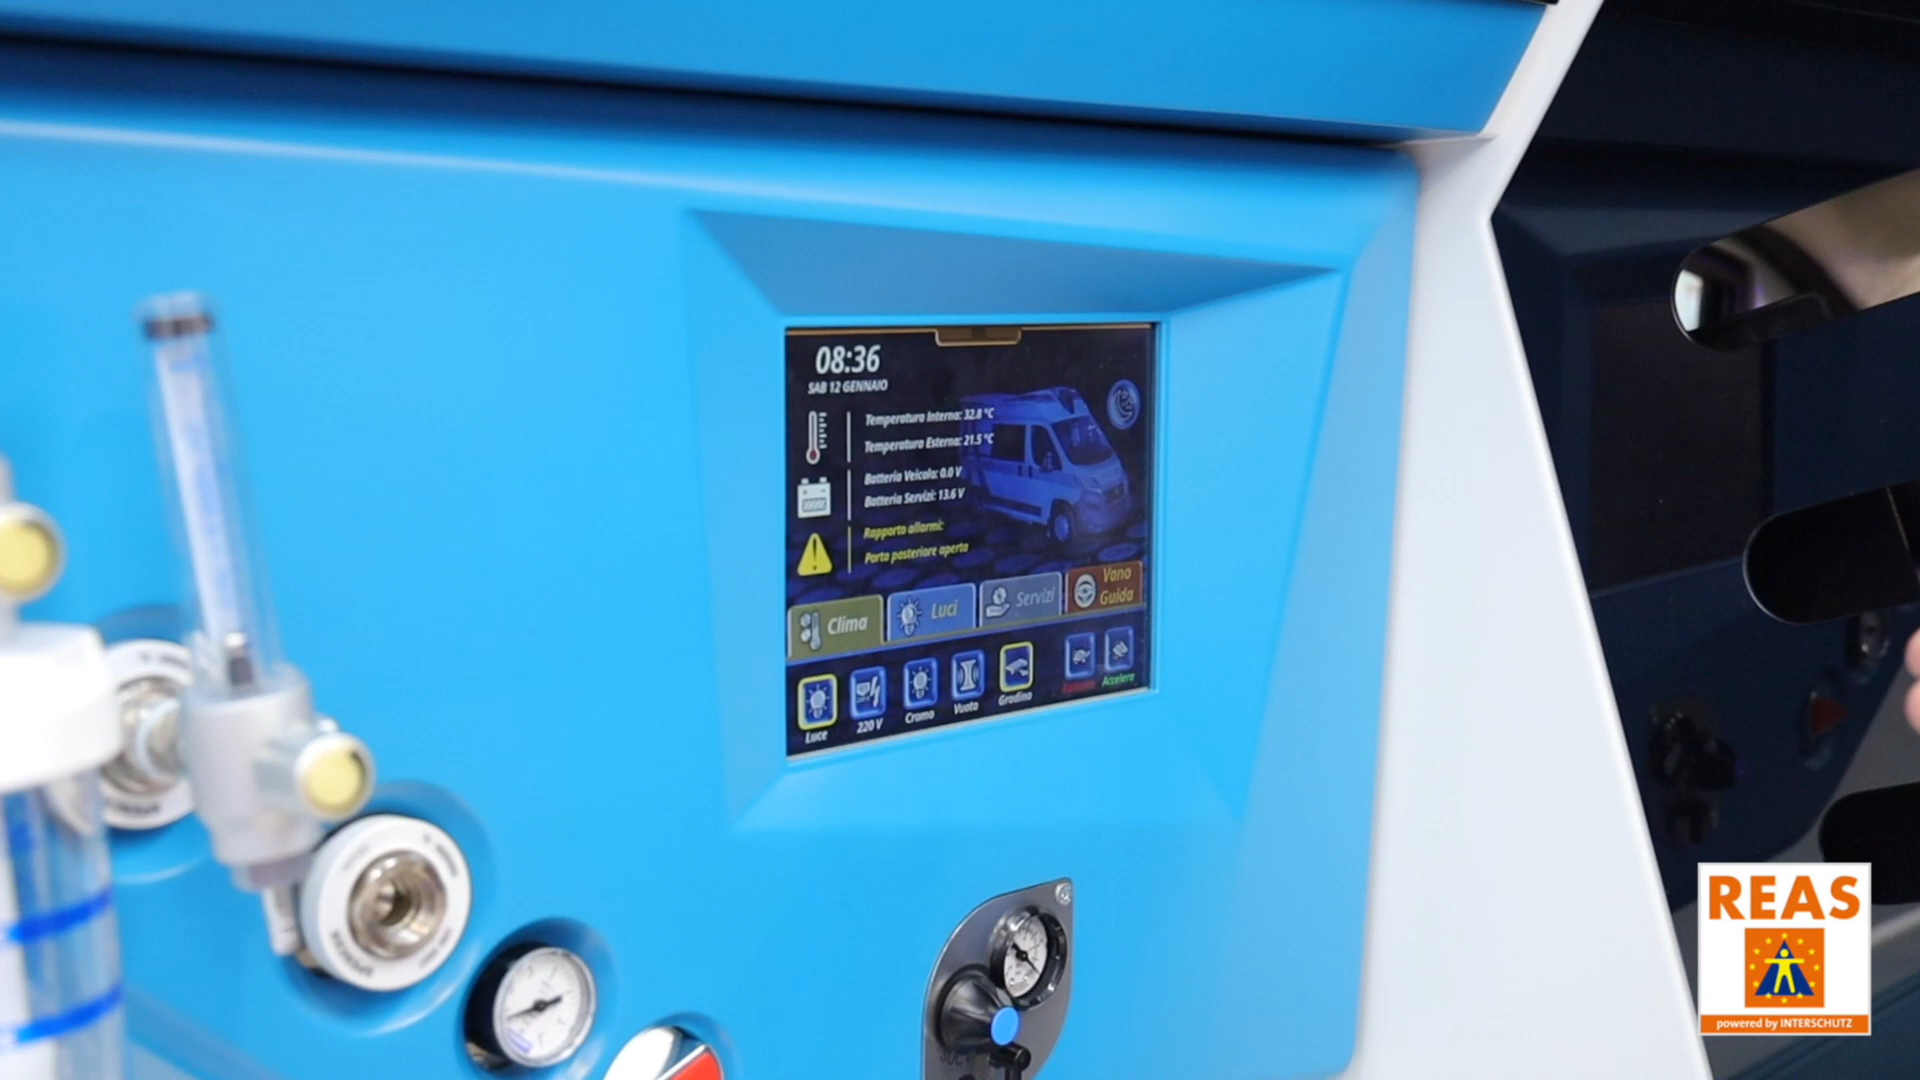 08:36
SAB 12 GENNAIO
Temperatura Interna: 32.8 °C
Temperatura Esterna: 21.5 °C
Batteria Veicolo: 0.0 V
Batteria Servizi: 13.6 V
Rapporto allarmi:
Porta posteriore aperta
Clima
Luci
Servizi
Vano
Guida
Luce
220 V
Cromo
Vuoto
Gradino
Accelera
REAS
powered by INTERSCHUTZ